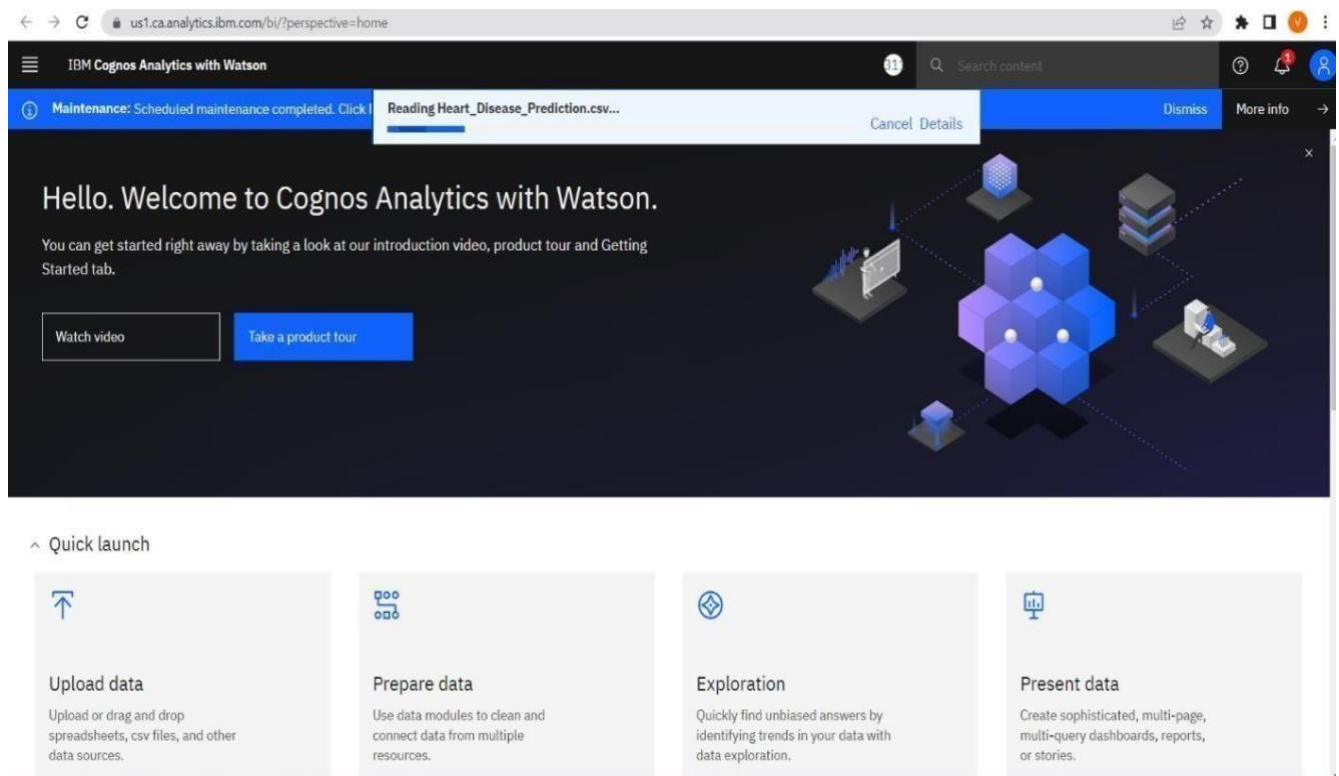 us1.ca.analytics.ibm.com/bi/?perspective=home
V
IBM Cognos Analytics with Watson
31
Search content
1
Maintenance: Scheduled maintenance completed. Click
Reading Heart_Disease_Prediction.csv...
Cancel Details
Dismiss
More info
Hello. Welcome to Cognos Analytics with Watson.
You can get started right away by taking a look at our introduction video, product tour and Getting
Started tab.
Watch video
Take a product tour
Quick launch
Upload data
Upload or drag and drop
spreadsheets, csv files, and other
data sources.
Prepare data
Use data modules to clean and
connect data from multiple
resources.
Exploration
Quickly find unbiased answers by
identifying trends in your data with
data exploration.
Present data
Create sophisticated, multi-page,
multi-query dashboards, reports,
or stories.